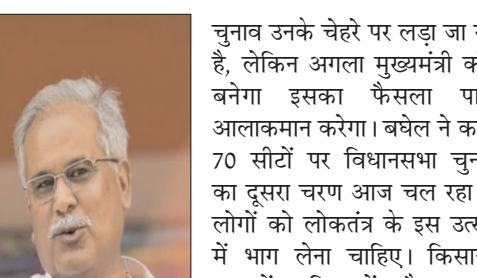 चुनाव उनके चेहरे पर लड़ा जा
है, लेकिन अगला मुख्यमंत्री
बनेगा इसका फैसला
आलाकमान करेगा। बघेल ने
70 सीटों पर विधानसभा
का दूसरा चरण आज चल रहा
लोगों को लोकतंत्र के इस
में भाग लेना चाहिए।